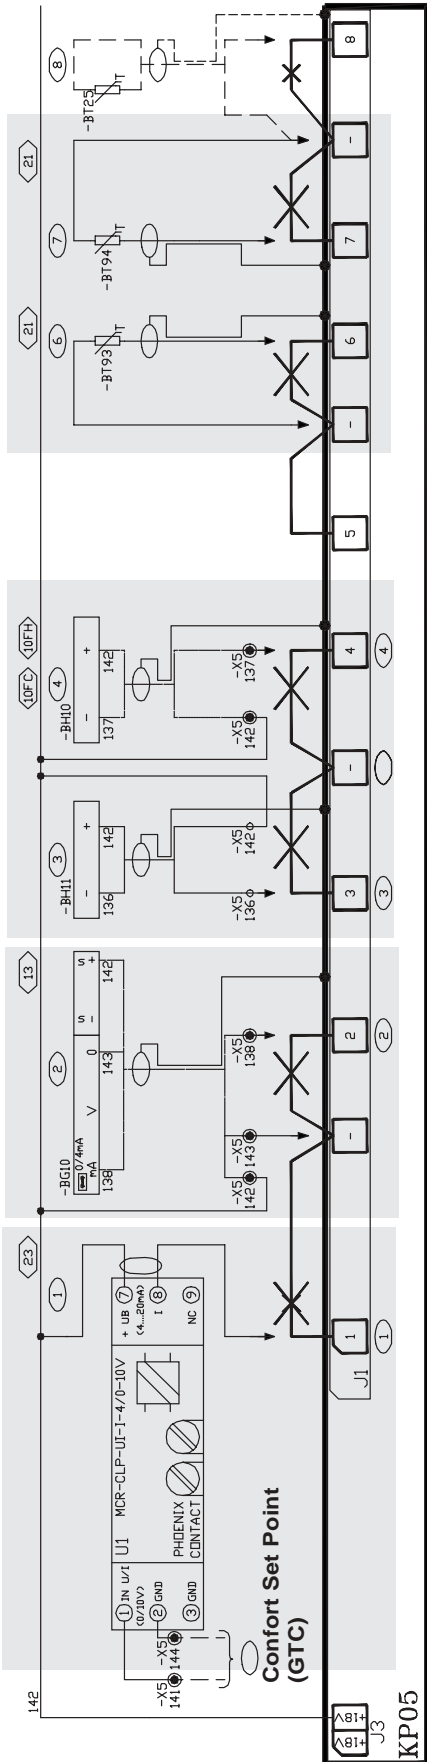 142
23
13
10FC
10FH
21
21
-X5
141
-X5
144
Confort Set Point
(GTC)
1 IN U/I
(0/10V)
2 GND
3 GND
U1
MCR-CLP-UI-I-4/0-10V
PHOENIX
CONTACT
+ UB 7
(4...20mA)
I 8
NC 9
1
2
-BG10
0/4mA
mA
V
0
S -
S +
138
143
142
-X5
142
-X5
143
-X5
138
3
-BH11
-
+
136
142
-X5
136
-X5
142
4
-BH10
-
+
137
142
-X5
142
-X5
137
6
-BT93
T
7
-BT94
T
8
-BT25
T
+18V
+18V
J3
J1
1
-
2
3
-
4
5
-
6
7
-
8
1
2
3
4
KP05